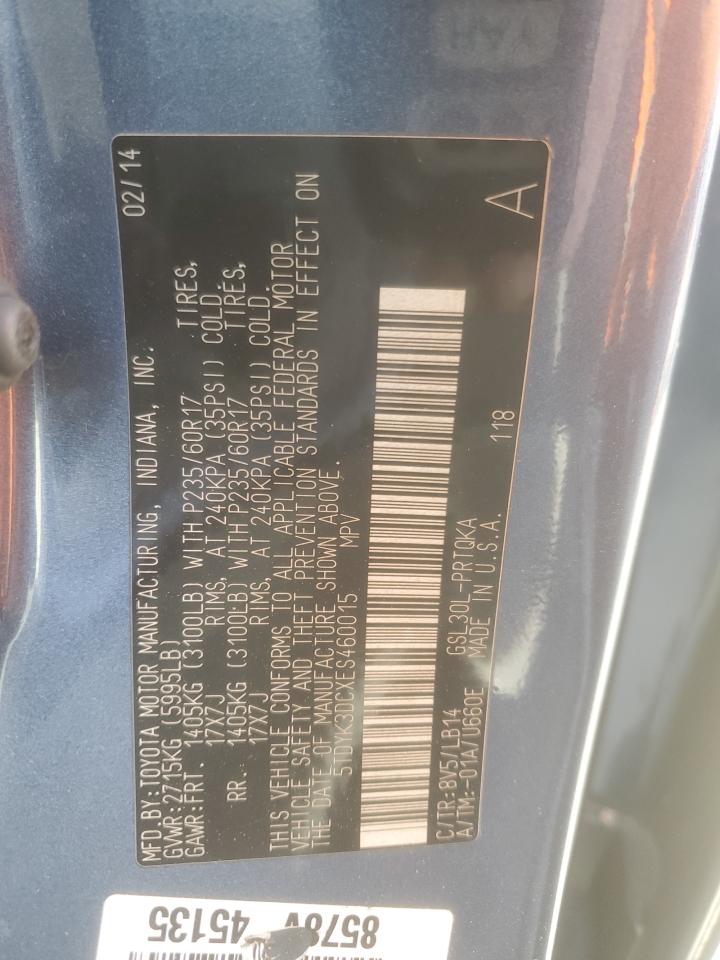 MFD.BY:TOYOTA MOTOR MANUFACTURING, INDIANA, INC. 02/14
GVWR:2715KG (5995LB)
GAWR:FRT. 1405KG (3100LB) WITH P235/60R17 TIRES,
17X7J RIMS, AT 240KPA (35PSI) COLD
RR. 1405KG (3100LB) WITH P235/60R17 TIRES,
17X7J RIMS, AT 240KPA (35PSI) COLD
THIS VEHICLE CONFORMS TO ALL APPLICABLE FEDERAL MOTOR
VEHICLE SAFETY AND THEFT PREVENTION STANDARDS IN EFFECT ON
THE DATE OF MANUFACTURE SHOWN ABOVE.
5TDYK3DCXES460015 MPV
C/TR:8V5/LB14 GSL30L-PRTQKA 118 A
A/TM:-01A/U660E MADE IN U.S.A.
45135